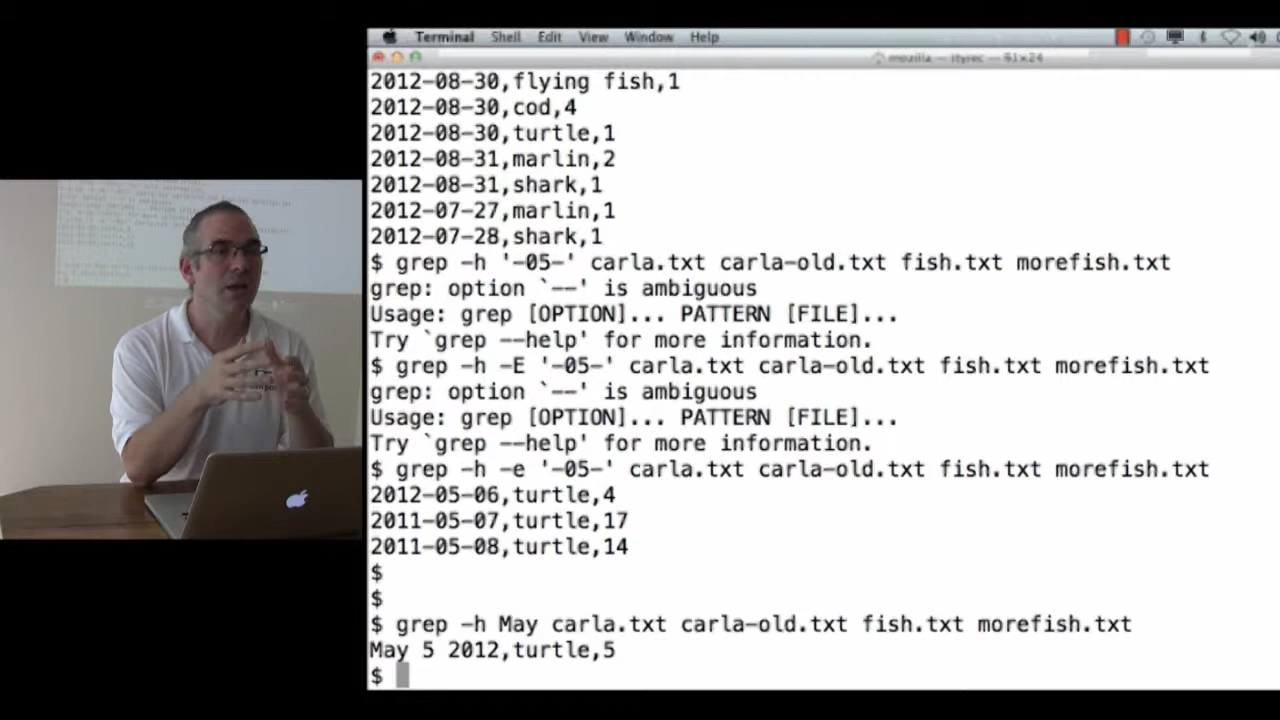 Terminal Shell Edit View Window Help
mozilla — ttyrec — 81×24
2012-08-30,flying fish,1
2012-08-30,cod,4
2012-08-30,turtle,1
2012-08-31,marlin,2
2012-08-31,shark,1
2012-07-27,marlin,1
2012-07-28,shark,1
$ grep -h '-05-' carla.txt carla-old.txt fish.txt morefish.txt
grep: option `--' is ambiguous
Usage: grep [OPTION]... PATTERN [FILE]...
Try `grep --help' for more information.
$ grep -h -E '-05-' carla.txt carla-old.txt fish.txt morefish.txt
grep: option `--' is ambiguous
Usage: grep [OPTION]... PATTERN [FILE]...
Try `grep --help' for more information.
$ grep -h -e '-05-' carla.txt carla-old.txt fish.txt morefish.txt
2012-05-06,turtle,4
2011-05-07,turtle,17
2011-05-08,turtle,14
$
$
$ grep -h May carla.txt carla-old.txt fish.txt morefish.txt
May 5 2012,turtle,5
$